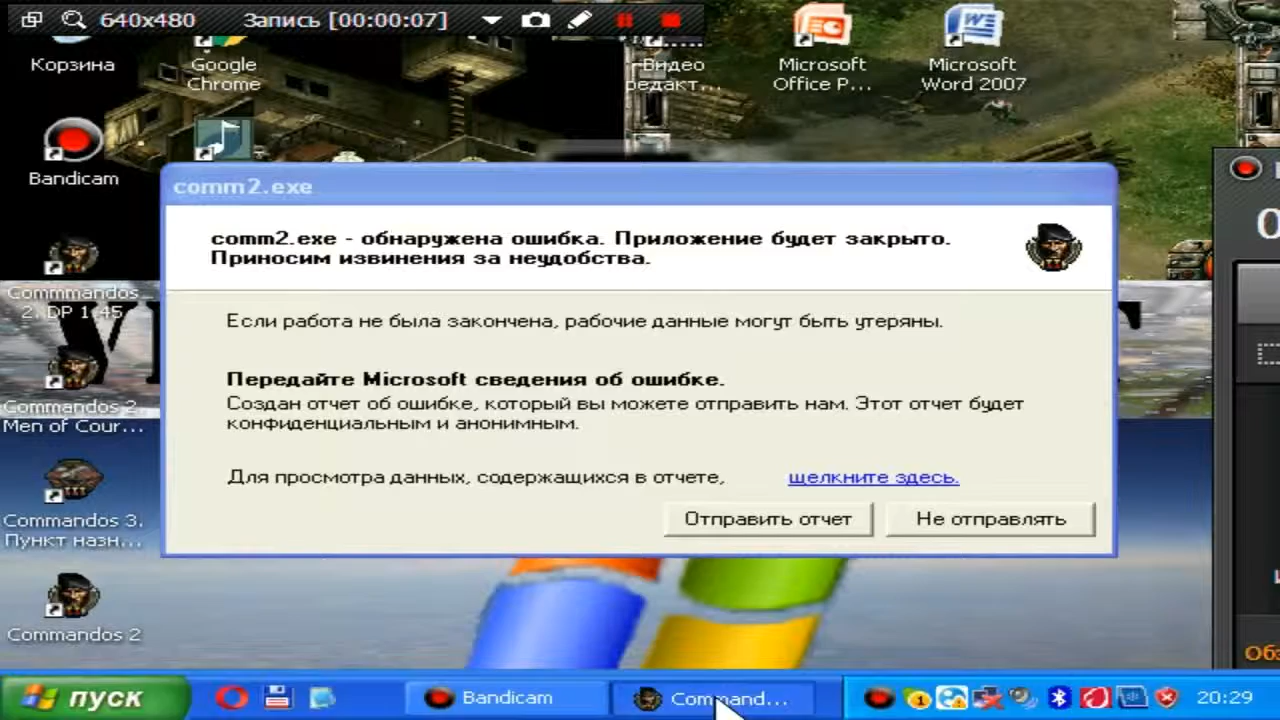 640x480 Запись [00:00:07]
Корзина
Google
Chrome
Видео
редакт...
Microsoft
Office P...
Microsoft
Word 2007
Bandicam
comm2.exe
comm2.exe - обнаружена ошибка. Приложение будет закрыто.
Приносим извинения за неудобства.
Commmandos
2. DP 1.45
Если работа не была закончена, рабочие данные могут быть утеряны.
Передайте Microsoft сведения об ошибке.
Создан отчет об ошибке, который вы можете отправить нам. Этот отчет будет
конфиденциальным и анонимным.
Commandos 2
Men of Cour...
Для просмотра данных, содержащихся в отчете, щелкните здесь.
Отправить отчет Не отправлять
Commandos 3.
Пункт назн...
Commandos 2
пуск
Bandicam
Command...
20:29